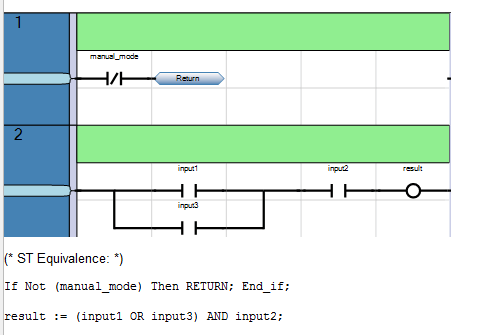 1
manual_mode
Return
2
input1 input2 result
input3
(* ST Equivalence: *)
If Not (manual_mode) Then RETURN; End_if;
result := (input1 OR input3) AND input2;